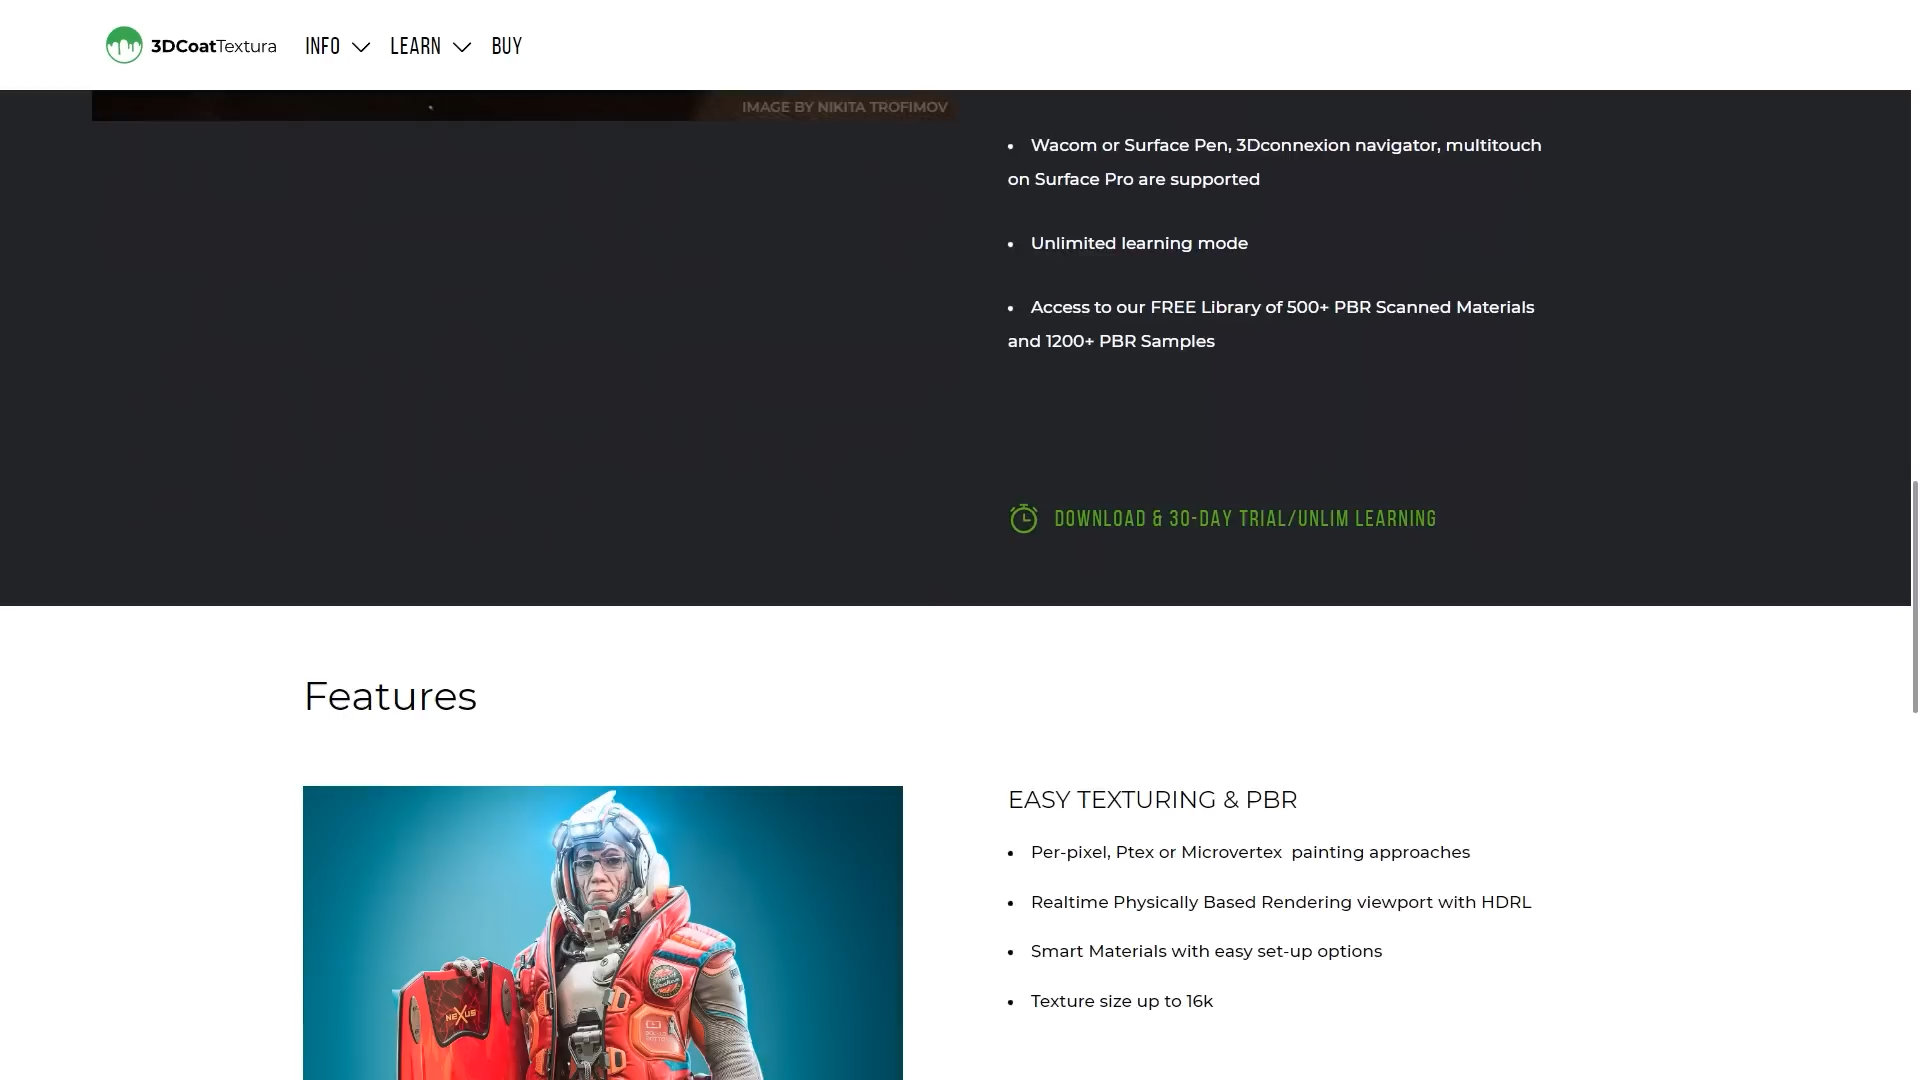 3DCoatTextura
INFO
LEARN
BUY
IMAGE BY NIKITA TROFIMOV
• Wacom or Surface Pen, 3Dconnexion navigator, multitouch
on Surface Pro are supported
• Unlimited learning mode
• Access to our FREE Library of 500+ PBR Scanned Materials
and 1200+ PBR Samples
DOWNLOAD & 30-DAY TRIAL/UNLIM LEARNING
Features
EASY TEXTURING & PBR
• Per-pixel, Ptex or Microvertex  painting approaches
• Realtime Physically Based Rendering viewport with HDRL
• Smart Materials with easy set-up options
• Texture size up to 16k
NEXUS